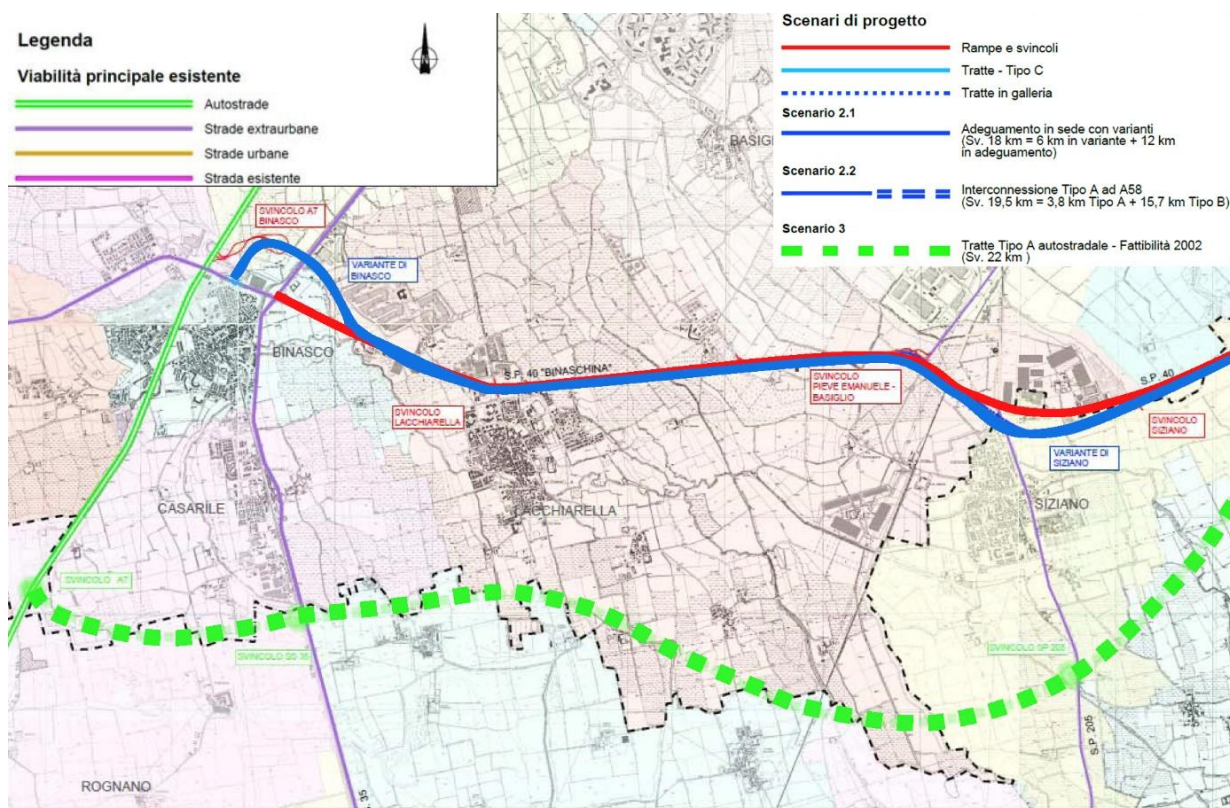 Legenda
Viabilità principale esistente
Autostrade
Strade extraurbane
Strade urbane
Strada esistente
Scenari di progetto
Rampe e svincoli
Tratte - Tipo C
Tratte in galleria
Scenario 2.1
Adeguamento in sede con varianti
(Sv. 18 km = 6 km in variante + 12 km
in adeguamento)
Scenario 2.2
Interconnessione Tipo A ad A58
(Sv. 19,5 km = 3,8 km Tipo A + 15,7 km Tipo B)
Scenario 3
Tratte Tipo A autostradale - Fattibilità 2002
(Sv. 22 km )
BASIG
SVINCOLO A7
BINASCO
VARIANTE DI
BINASCO
BINASCO
S.P. 40 "BINASCHINA"
SVINCOLO
LACCHIARELLA
SVINCOLO
PIEVE EMANUELE -
BASIGLIO
S.P. 40
SVINCOLO
SIZIANO
VARIANTE DI
SIZIANO
CASARILE
LACCHIARELLA
SIZIANO
SVINCOLO A7
SVINCOLO SS 35
SVINCOLO SP 205
S.P. 205
ROGNANO
35